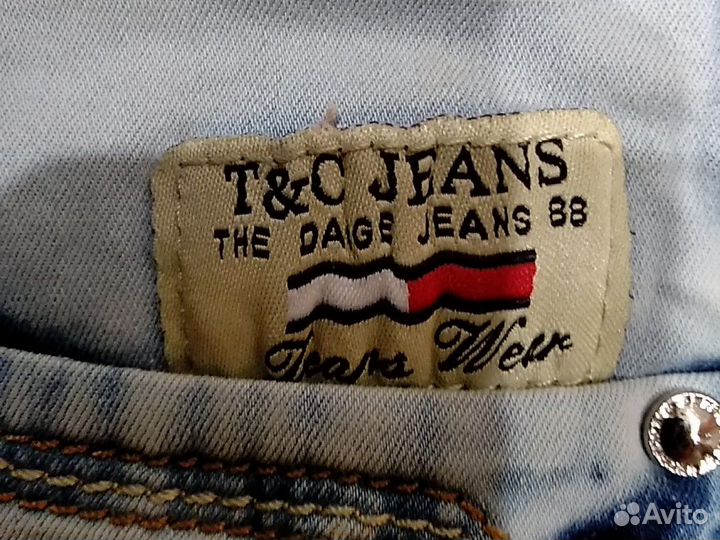 T&C JEANS
THE DAIGE JEANS 88
Jeans Wear
Avito